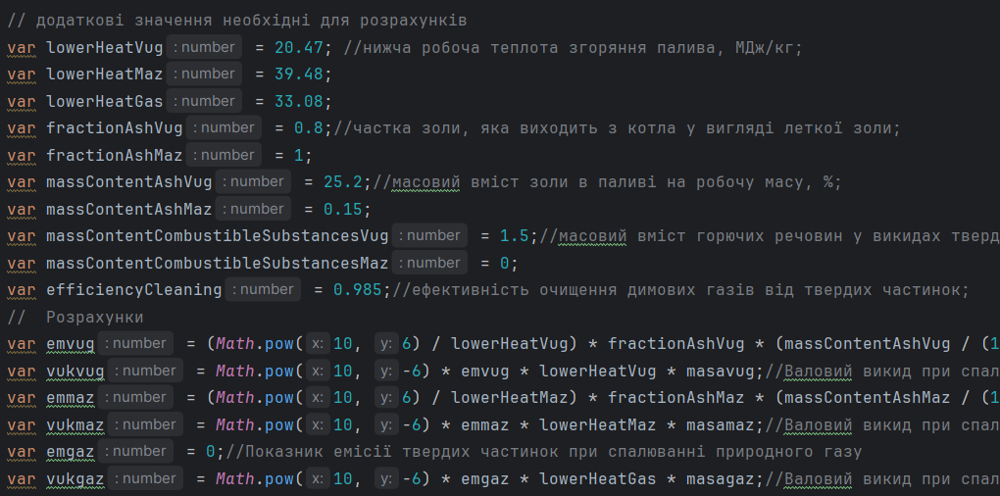 // додаткові значення необхідні для розрахунків
var lowerHeatVug : number = 20.47; //нижча робоча теплота згоряння палива, МДж/кг;
var lowerHeatMaz : number = 39.48;
var lowerHeatGas : number = 33.08;
var fractionAshVug : number = 0.8;//частка золи, яка виходить з котла у вигляді леткої золи;
var fractionAshMaz : number = 1;
var massContentAshVug : number = 25.2;//масовий вміст золи в паливі на робочу масу, %;
var massContentAshMaz : number = 0.15;
var massContentCombustibleSubstancesVug : number = 1.5;//масовий вміст горючих речовин у викидах тверд
var massContentCombustibleSubstancesMaz : number = 0;
var efficiencyCleaning : number = 0.985;//ефективність очищення димових газів від твердих частинок;
// Розрахунки
var emvug : number = (Math.pow( x: 10, y: 6) / lowerHeatVug) * fractionAshVug * (massContentAshVug / (1
var vukvug : number = Math.pow( x: 10, y: -6) * emvug * lowerHeatVug * masavug;//Валовий викид при спал
var emmaz : number = (Math.pow( x: 10, y: 6) / lowerHeatMaz) * fractionAshMaz * (massContentAshMaz / (1
var vukmaz : number = Math.pow( x: 10, y: -6) * emmaz * lowerHeatMaz * masamaz;//Валовий викид при спал
var emgaz : number = 0;//Показник емісії твердих частинок при спалюванні природного газу
var vukgaz : number = Math.pow( x: 10, y: -6) * emgaz * lowerHeatGas * masagaz;//Валовий викид при спал